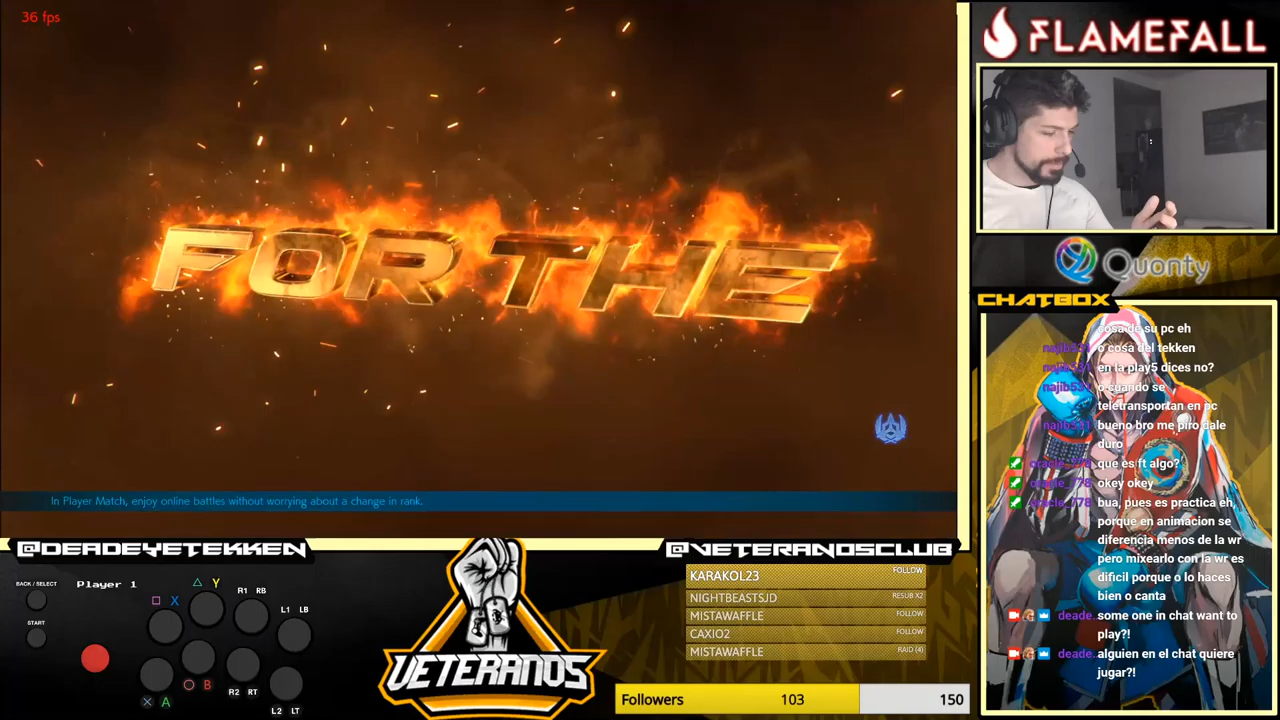 36 fps
FLAMEFALL
FOR THE
In Player Match, enjoy online battles without worrying about a change in rank.
Quonty
CHATBOX
cosa de su pc eh
o cosa del tekken
en la play5 dices no?
o cuando se
teletransportan en pc
bueno bro me piro dale
duro
que es ft algo?
okey okey
bua, pues es practica eh,
porque en animacion se
diferencia menos de la wr
pero mixearlo con la wr es
dificil porque o lo haces
bien o canta
deade.. some one in chat want to
play?!
deade.. alguien en el chat quiere
jugar?!
@DEADEYETEKKEN
@VETERANOSCLUB
BACK / SELECT
Player 1
START
X
Y
R1 RB
L1 LB
A
B
R2 RT
L2 LT
VETERANOS
KARAKOL23 FOLLOW
NIGHTBEASTSJD RESUB X2
MISTAWAFFLE FOLLOW
CAXIO2 FOLLOW
MISTAWAFFLE RAID (4)
Followers 103 150